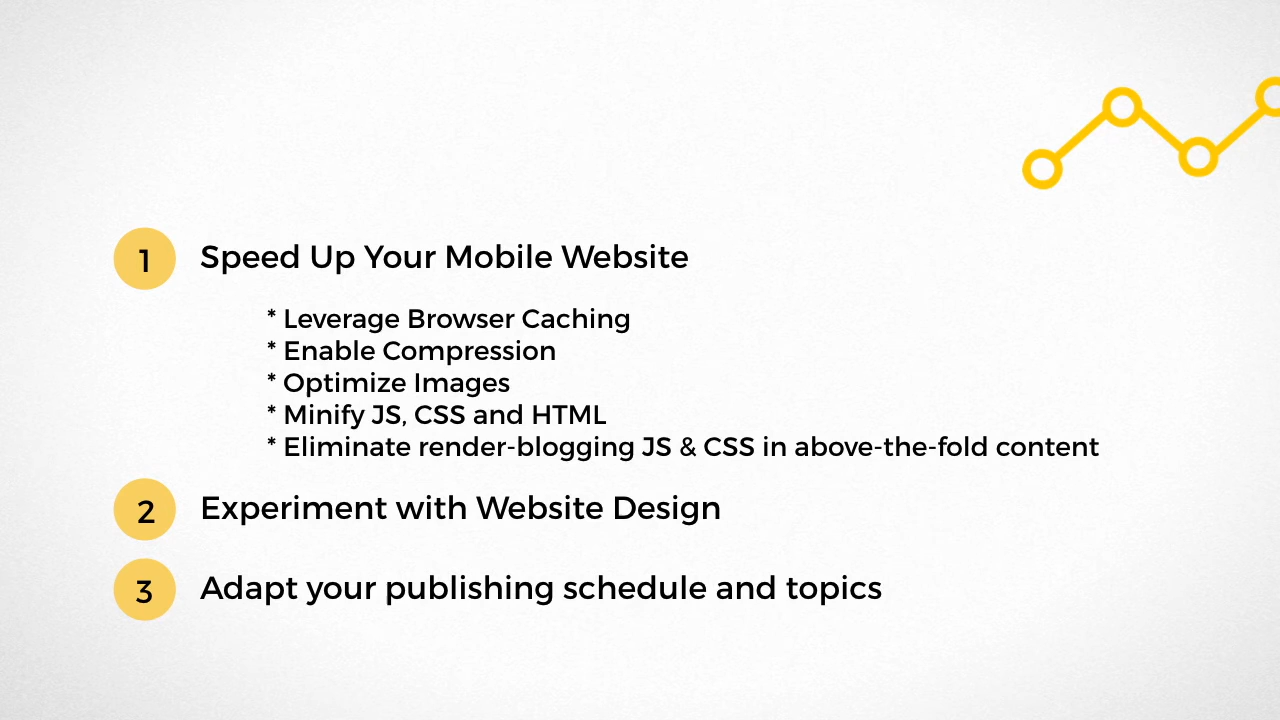 1 Speed Up Your Mobile Website
* Leverage Browser Caching
* Enable Compression
* Optimize Images
* Minify JS, CSS and HTML
* Eliminate render-blogging JS & CSS in above-the-fold content
2 Experiment with Website Design
3 Adapt your publishing schedule and topics